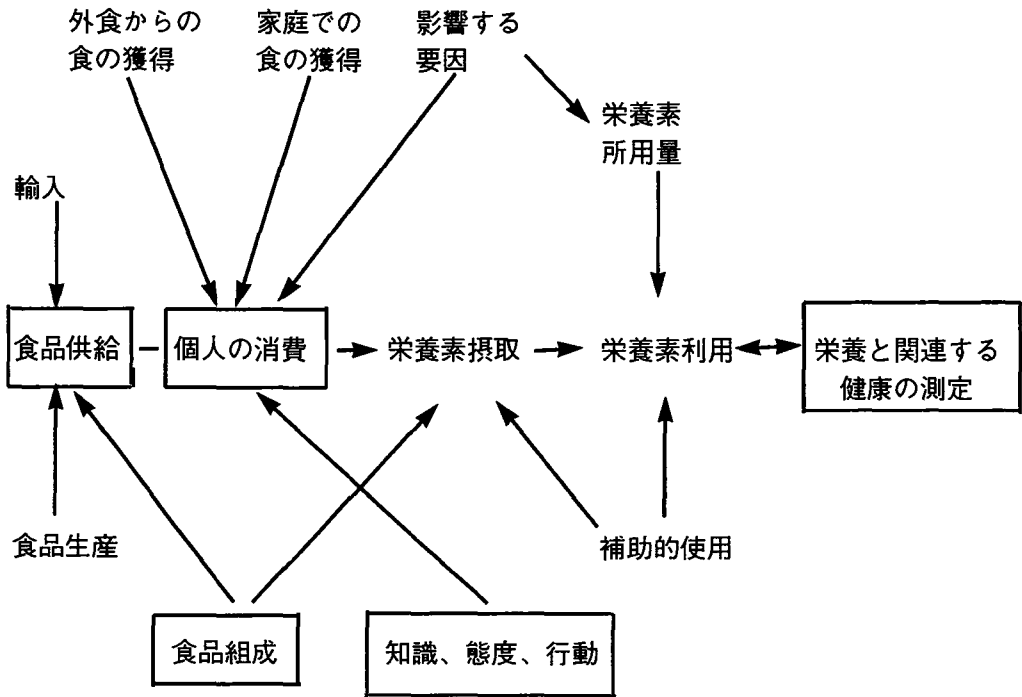 外食からの
食の獲得
家庭での
食の獲得
影響する
要因
栄養素
所用量
輸入
食品供給
個人の消費
栄養素摂取
栄養素利用
栄養と関連する
健康の測定
食品生産
補助的使用
食品組成
知識、態度、行動